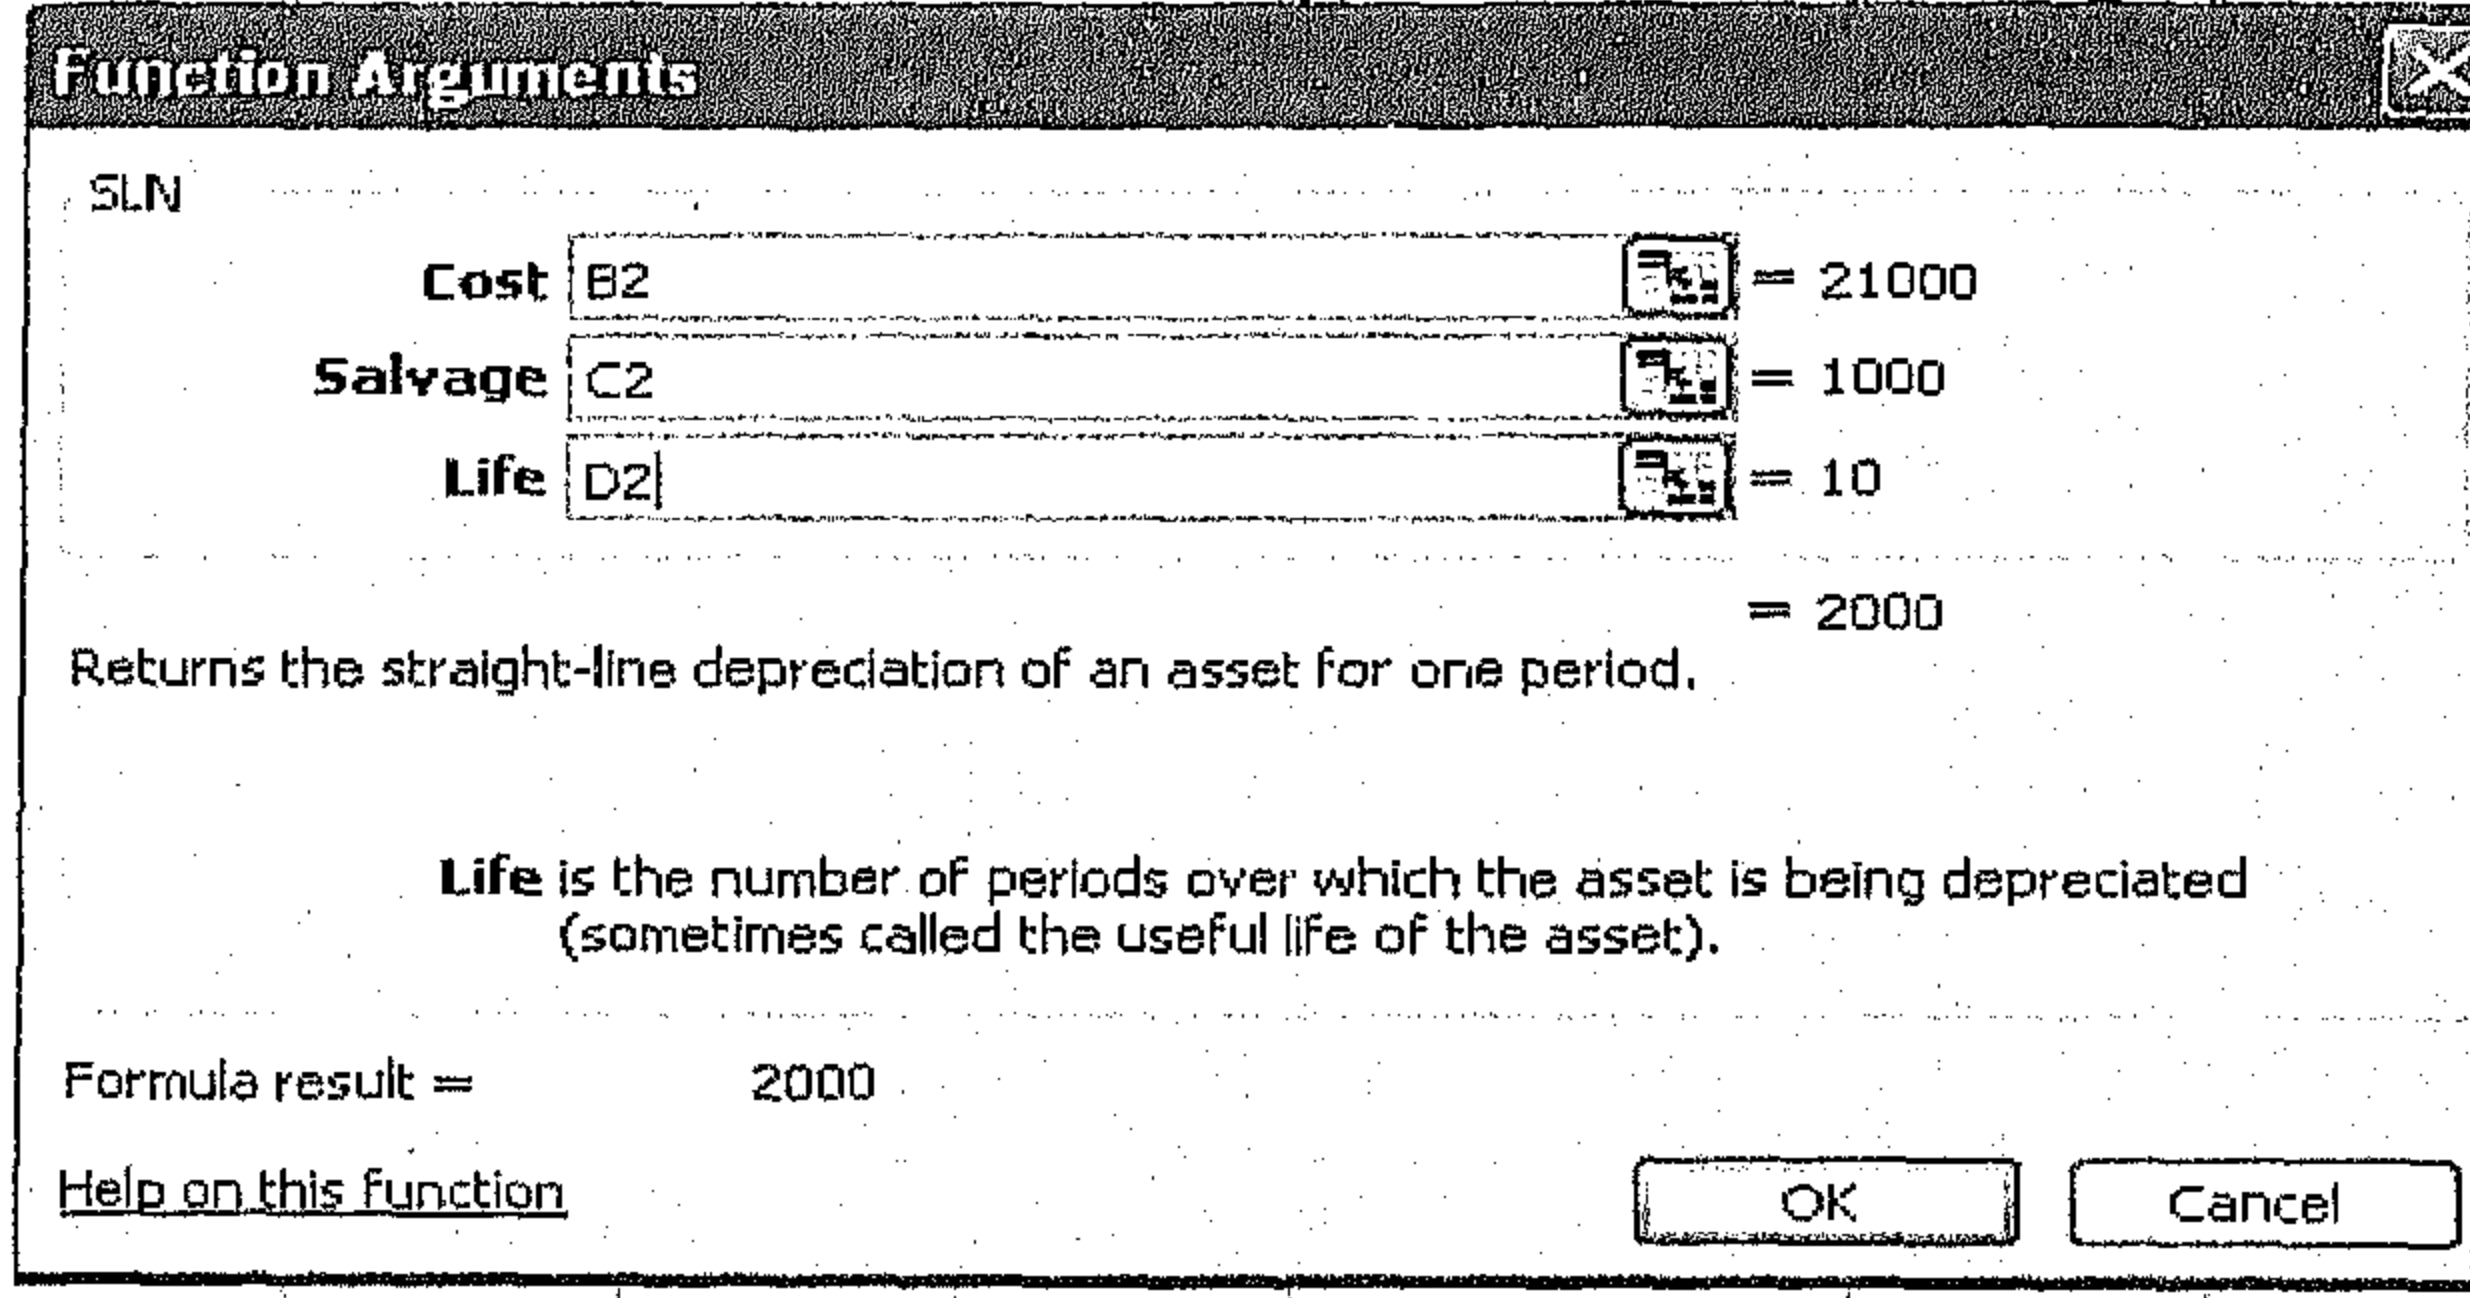 Function Arguments
SLN
Cost B2 = 21000
Salvage C2 = 1000
Life D2 = 10
= 2000
Returns the straight-line depreciation of an asset for one period.
Life is the number of periods over which the asset is being depreciated
(sometimes called the useful life of the asset).
Formula result = 2000
Help on this function
OK Cancel